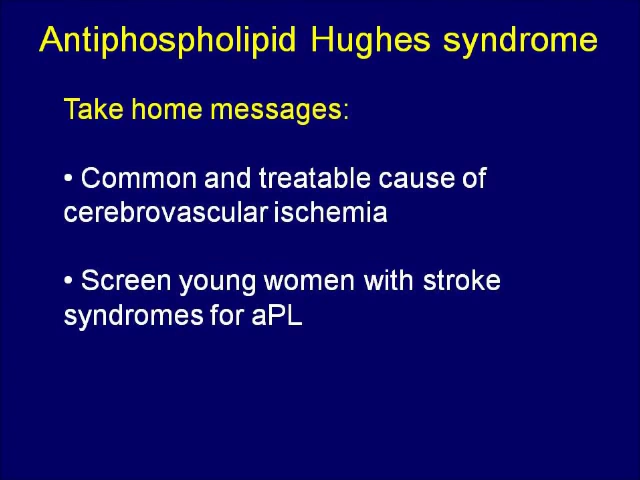 Antiphospholipid Hughes syndrome
Take home messages:
• Common and treatable cause of
cerebrovascular ischemia
• Screen young women with stroke
syndromes for aPL